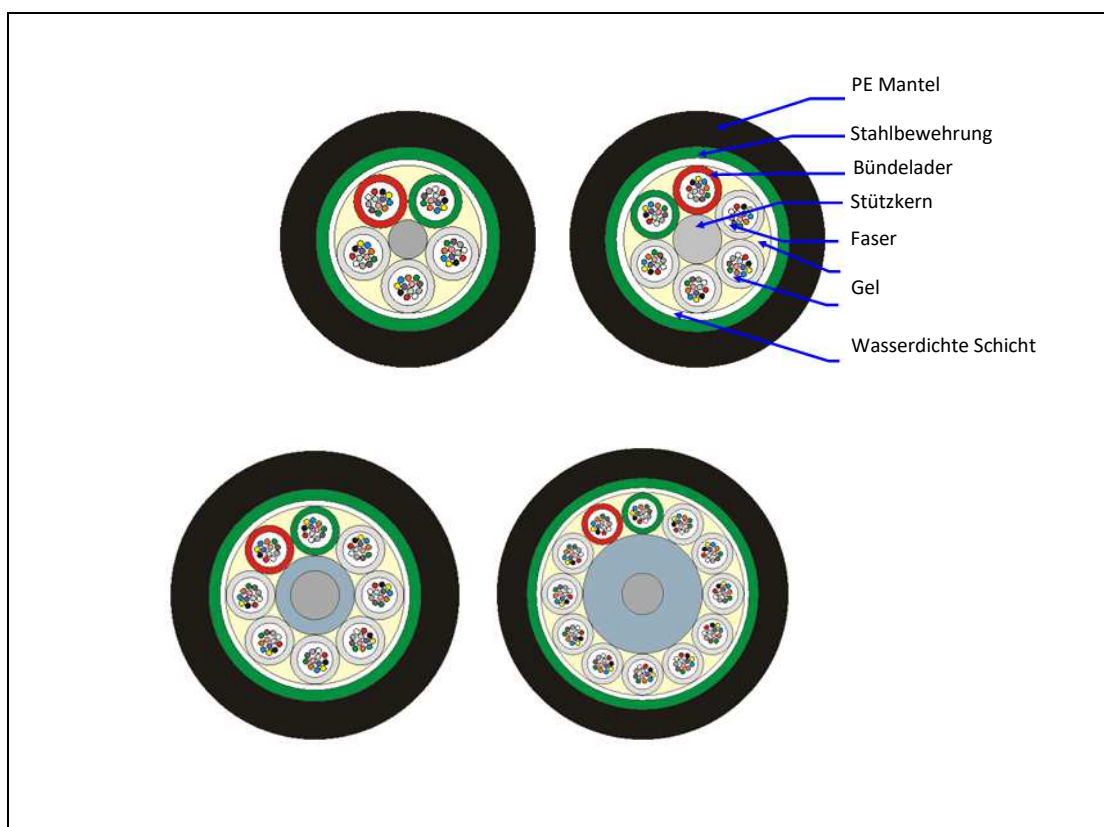 PE Mantel
Stahlbewehrung
Bündelader
Stützkern
Faser
Gel
Wasserdichte Schicht